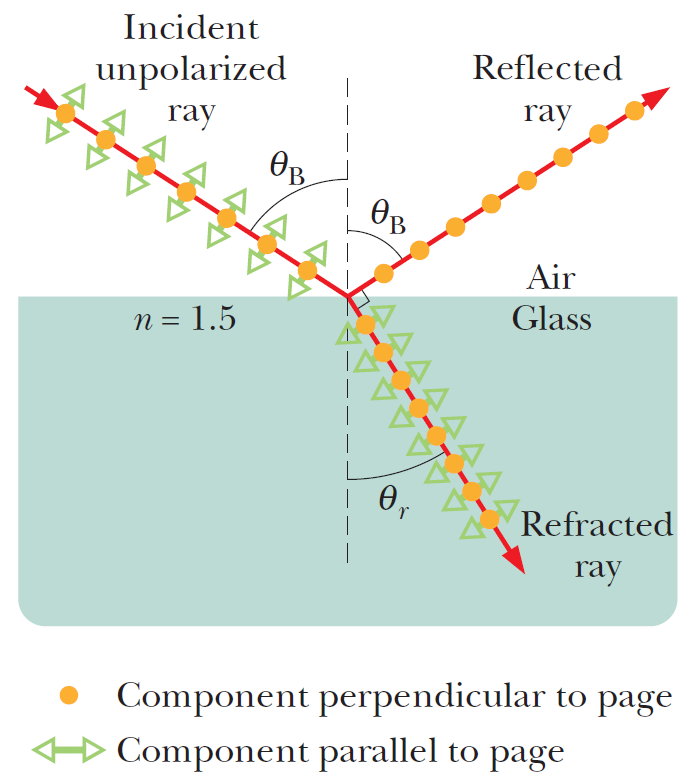 Incident
unpolarized
ray
Reflected
ray
θB
θB
Air
n = 1.5
Glass
θr
Refracted
ray
Component perpendicular to page
Component parallel to page